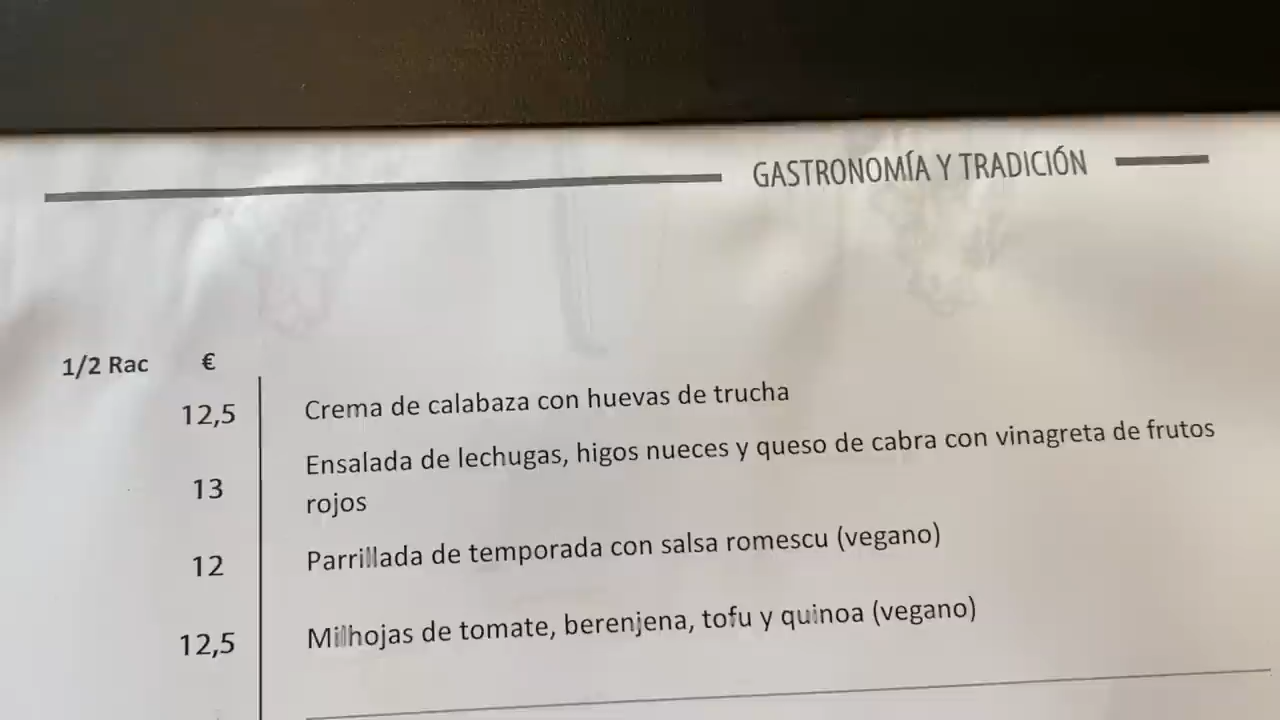 GASTRONOMÍA Y TRADICIÓN
1/2 Rac €
12,5 Crema de calabaza con huevas de trucha
13 Ensalada de lechugas, higos nueces y queso de cabra con vinagreta de frutos
rojos
12 Parrillada de temporada con salsa romescu (vegano)
12,5 Milhojas de tomate, berenjena, tofu y quinoa (vegano)